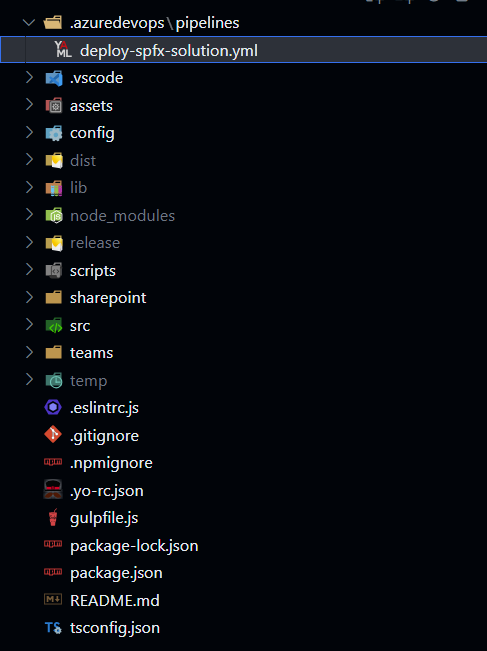 .azuredevops\pipelines
deploy-spfx-solution.yml
.vscode
assets
config
dist
lib
node_modules
release
scripts
sharepoint
src
teams
temp
.eslintrc.js
.gitignore
.npmignore
.yo-rc.json
gulpfile.js
package-lock.json
package.json
README.md
tsconfig.json